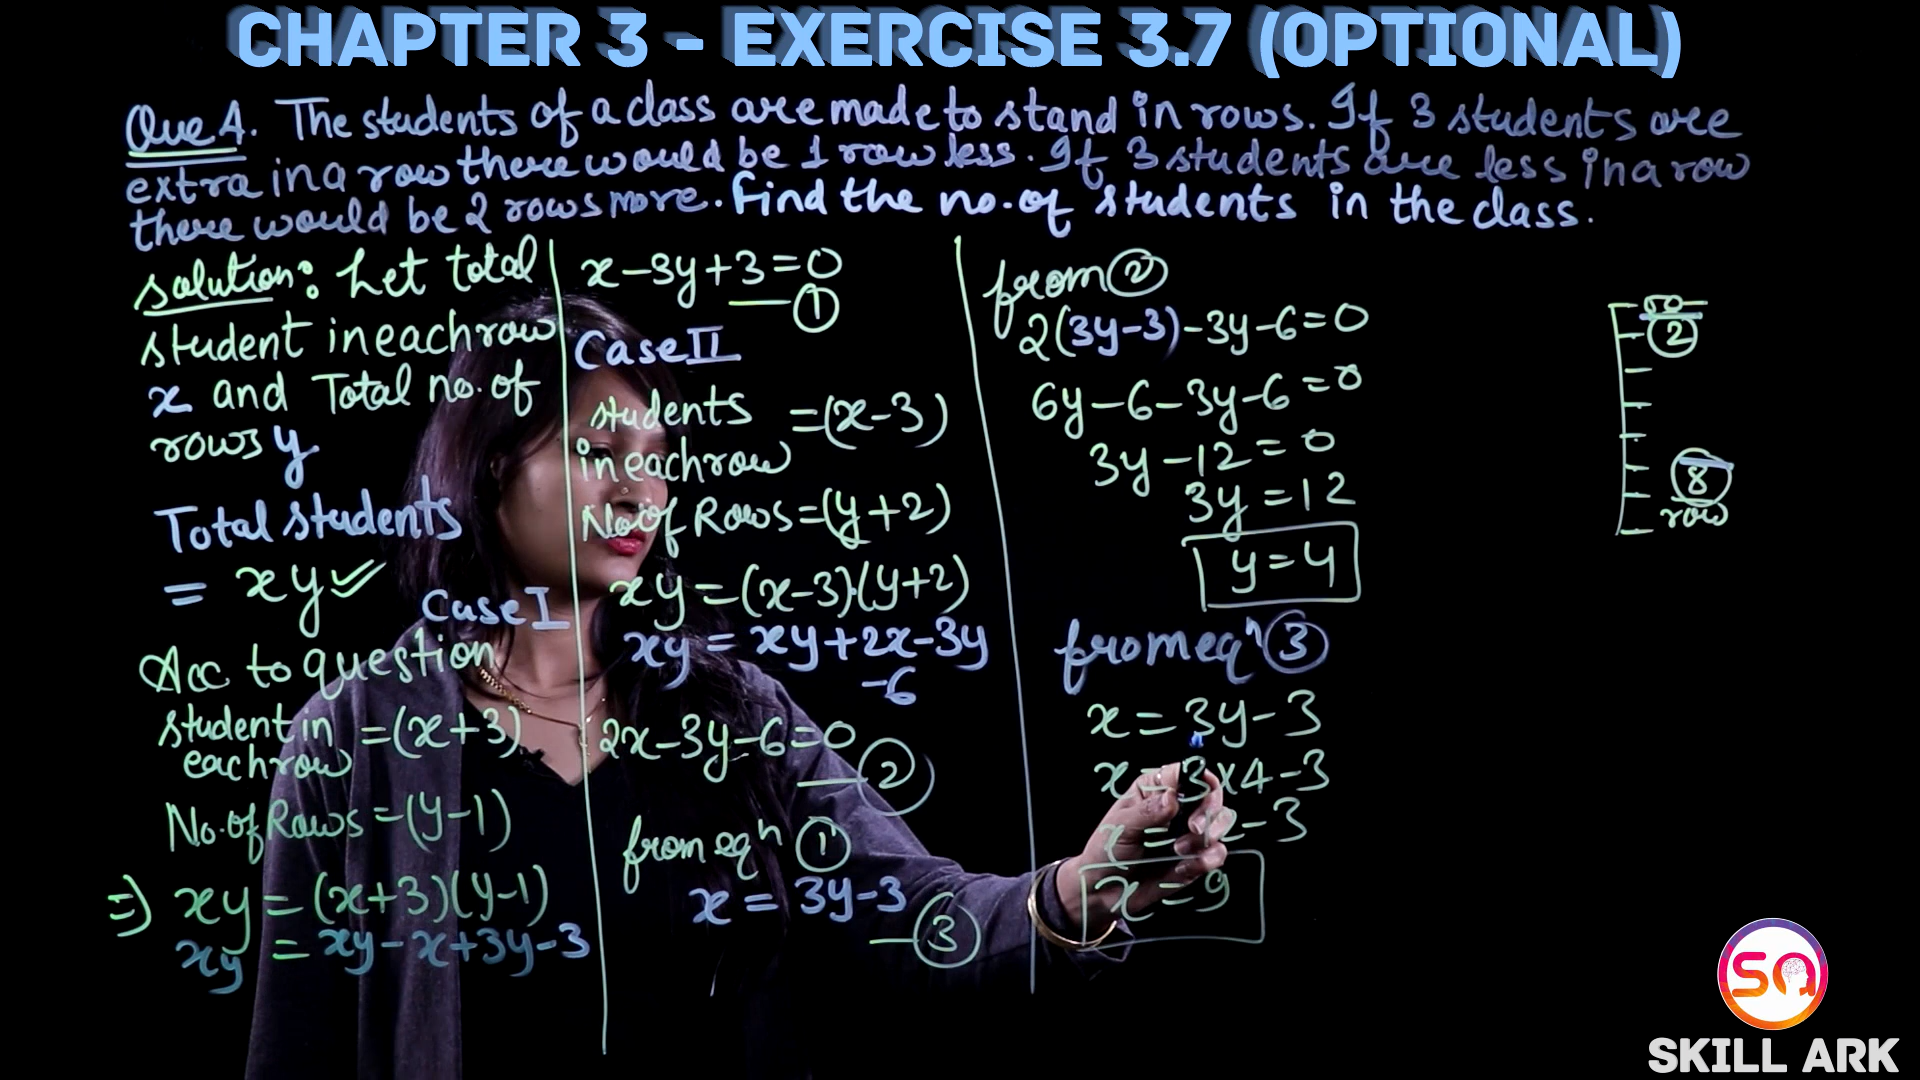 CHAPTER 3 - EXERCISE 3.7 (OPTIONAL)
Que 4. The students of a class are made to stand in rows. If 3 students are
extra in a row there would be 1 row less. If 3 students are less in a row
there would be 2 rows more. Find the no. of students in the class.
solution: Let total
student in each row
x and Total no. of
rows y
Total students
= xy ✓
Case I
Acc to question
student in each row = (x+3)
No. of Rows = (y-1)
=) xy = (x+3)(y-1)
xy = xy-x+3y-3
x-3y+3=0
— ①
Case II
students in each row = (x-3)
No of Rows = (y+2)
xy = (x-3).(y+2)
xy = xy+2x-3y
-6
2x-3y-6=0
— ②
from eqn ①
x = 3y-3
— ③
from ②
2(3y-3)-3y-6=0
6y-6-3y-6=0
3y-12=0
3y=12
y=4
from eqn ③
x=3y-3
x=3x4-3
x=12-3
x=9
50
②
⑧
row
SA
SKILL ARK